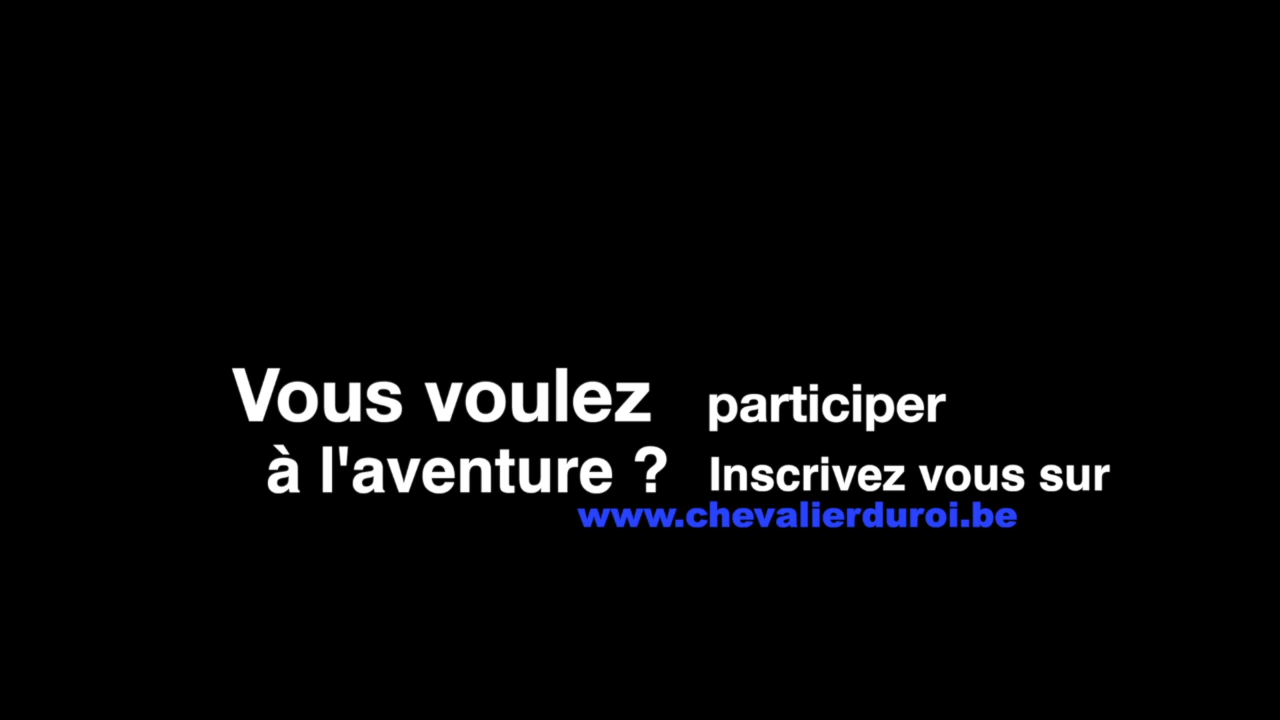 Vous voulez participer
à l'aventure ? Inscrivez vous sur
www.chevalierduroi.be